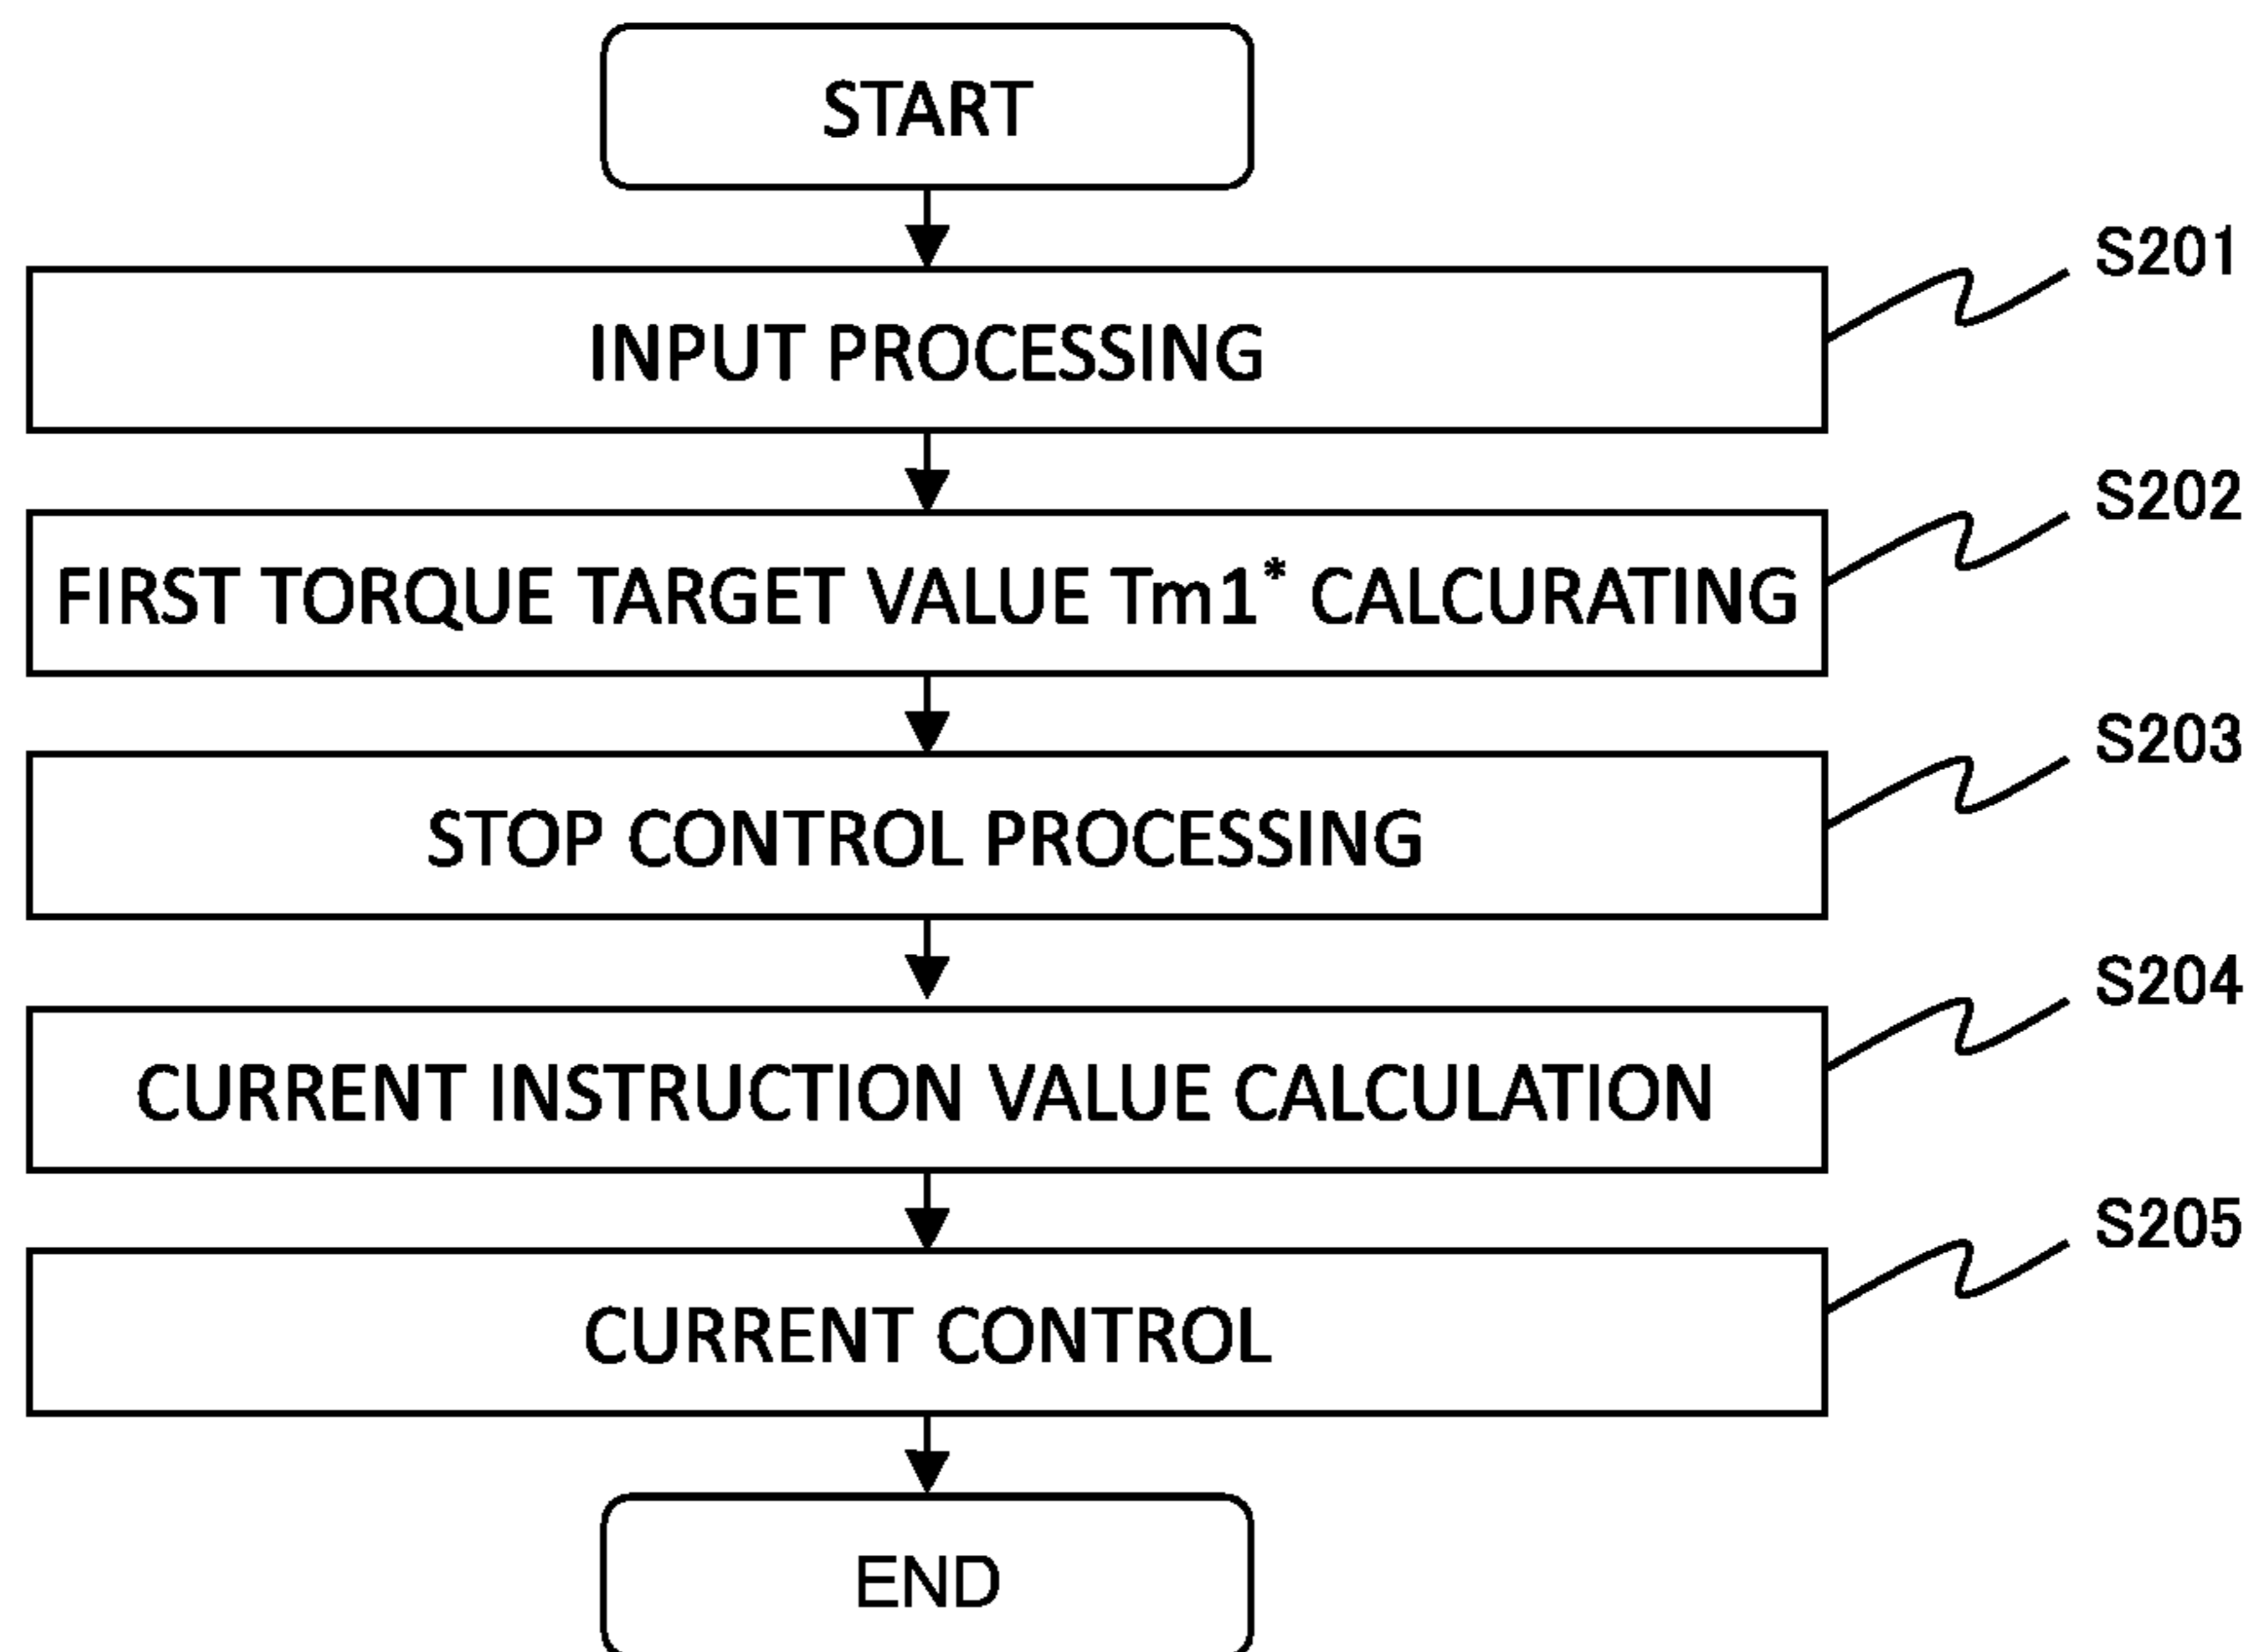 START
S201
INPUT PROCESSING
S202
FIRST TORQUE TARGET VALUE Tm1* CALCURATING
S203
STOP CONTROL PROCESSING
S204
CURRENT INSTRUCTION VALUE CALCULATION
S205
CURRENT CONTROL
END